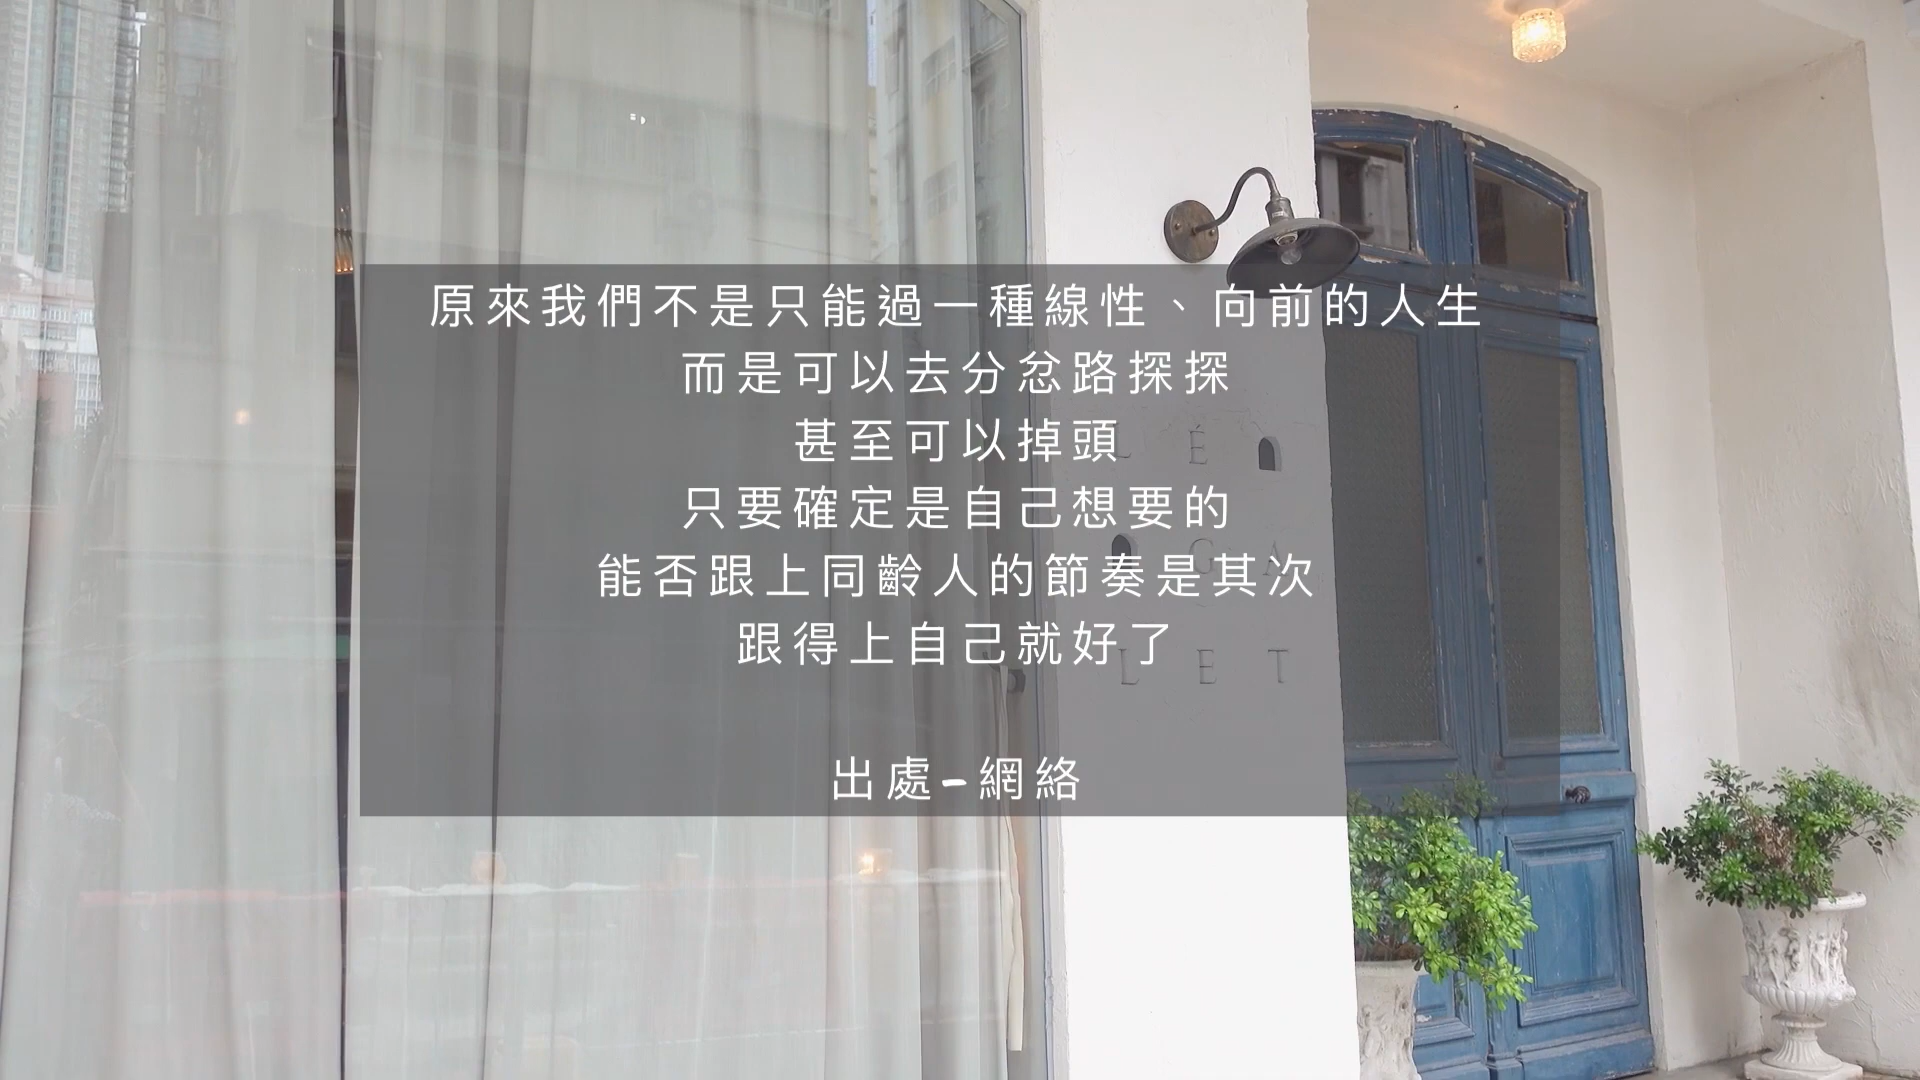 原來我們不是只能過一種線性、向前的人生
而是可以去分岔路探探
甚至可以掉頭
只要確定是自己想要的
能否跟上同齡人的節奏是其次
跟得上自己就好了
出處-網絡
L É
G A
L E T